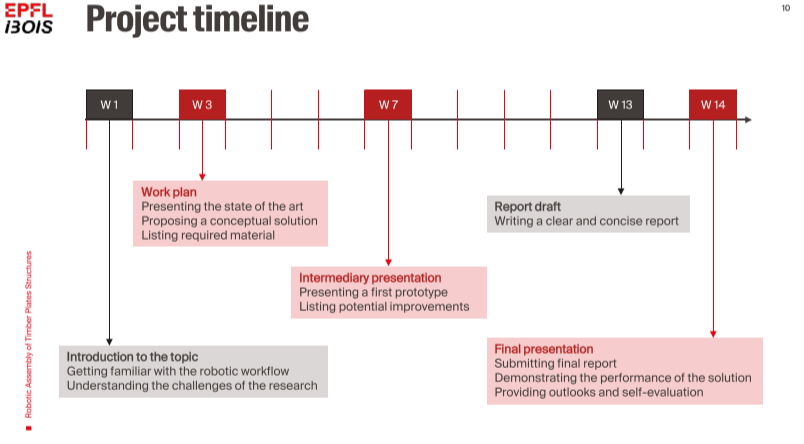 EPFL
iBOIS
Project timeline
10
W 1
W 3
W 7
W 13
W 14
Work plan
Presenting the state of the art
Proposing a conceptual solution
Listing required material
Report draft
Writing a clear and concise report
Intermediary presentation
Presenting a first prototype
Listing potential improvements
Introduction to the topic
Getting familiar with the robotic workflow
Understanding the challenges of the research
Final presentation
Submitting final report
Demonstrating the performance of the solution
Providing outlooks and self-evaluation
Robotic Assembly of Timber Plates Structures